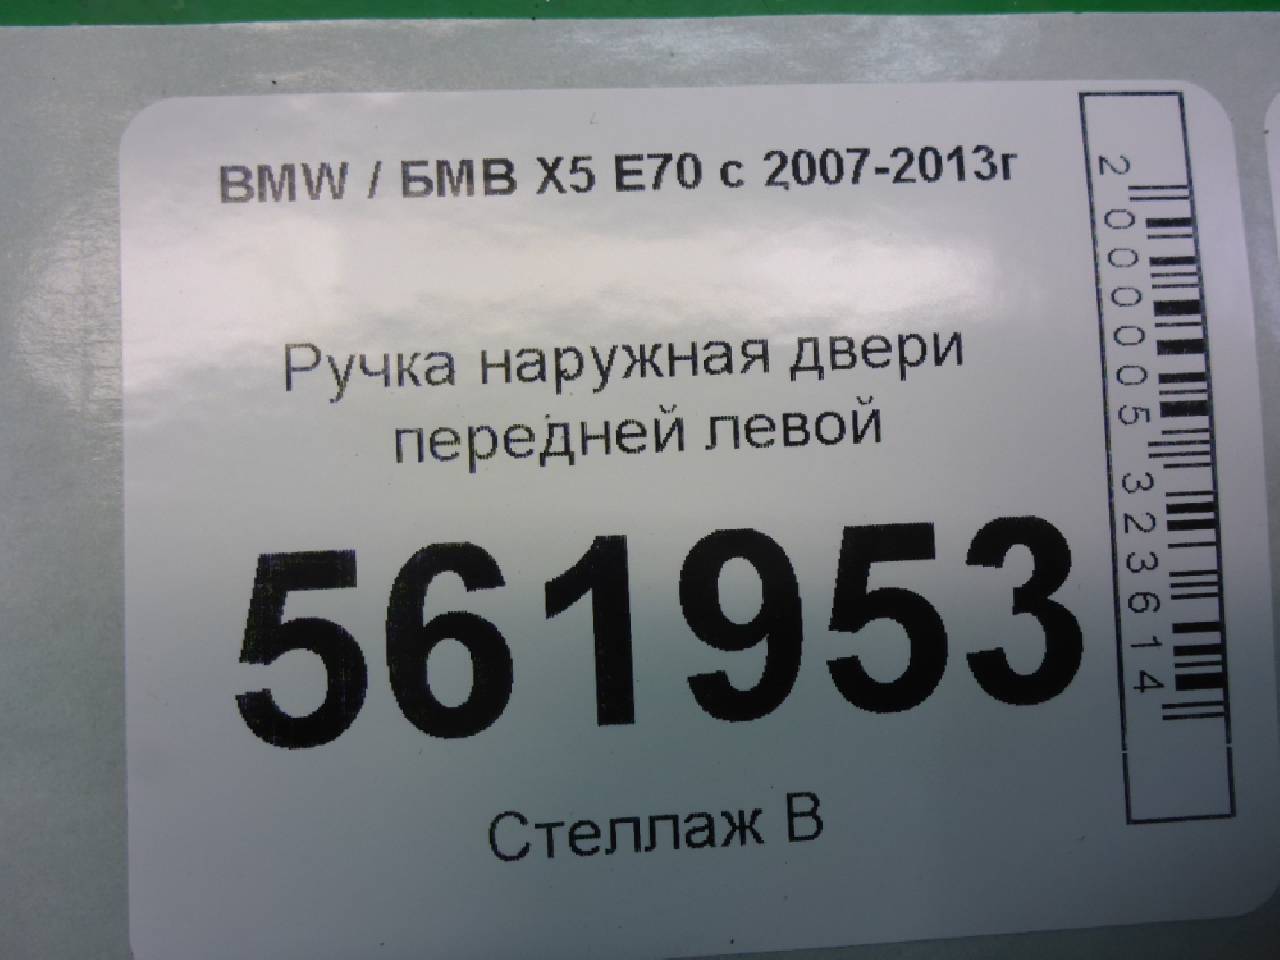 BMW / БМВ X5 E70 с 2007-2013г
Ручка наружная двери
передней левой
561953
Стеллаж В
2000005323614